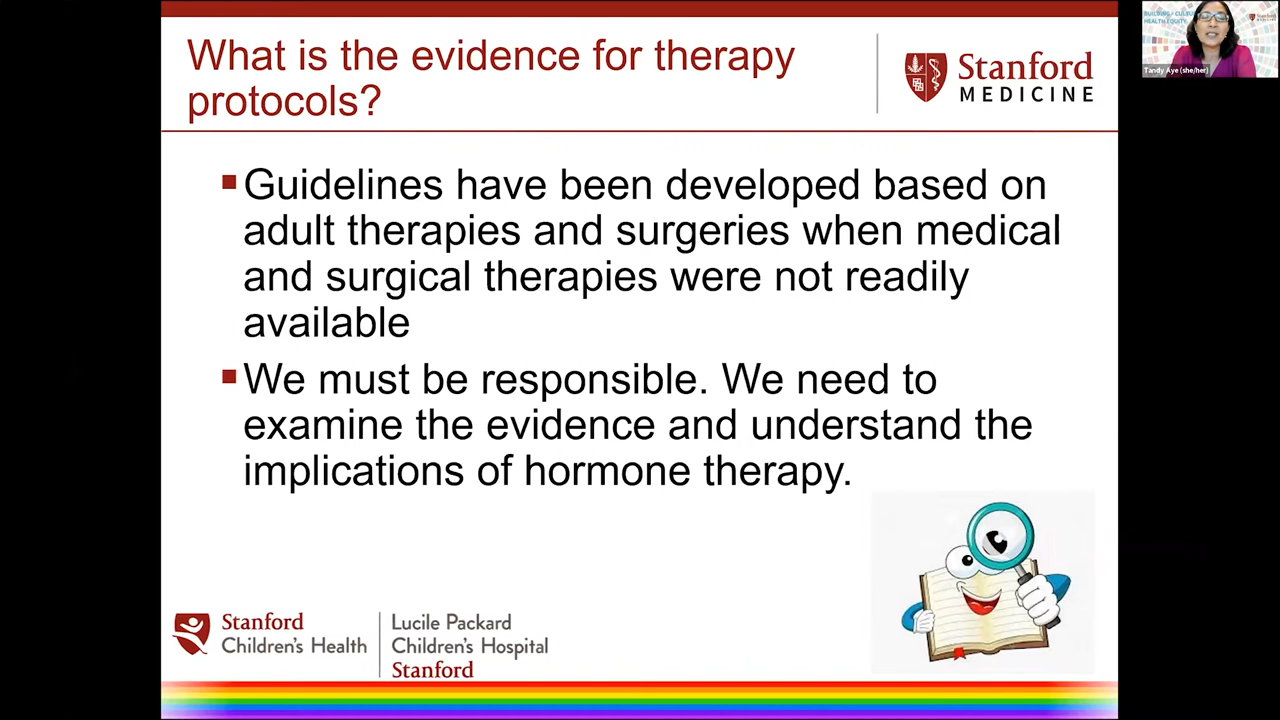 What is the evidence for therapy
protocols?
Stanford
MEDICINE
▪Guidelines have been developed based on
adult therapies and surgeries when medical
and surgical therapies were not readily
available
▪We must be responsible. We need to
examine the evidence and understand the
implications of hormone therapy.
Stanford
Children's Health
Lucile Packard
Children's Hospital
Stanford
HEALTH EQUITY
Tandy Aye (she/her)